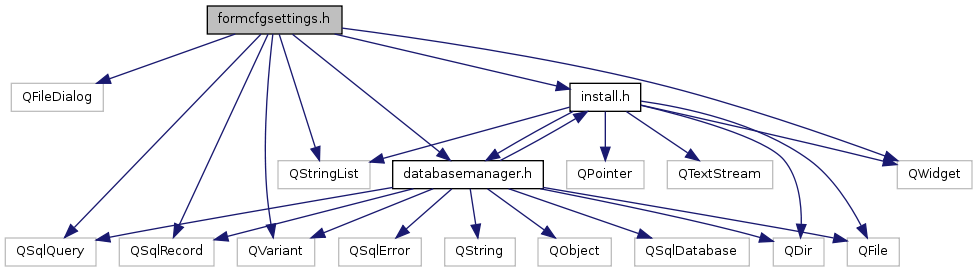 formcfgsettings.h
QFileDialog
install.h
QStringList
databasemanager.h
QPointer
QTextStream
QWidget
QSqlQuery
QSqlRecord
QVariant
QSqlError
QString
QObject
QSqlDatabase
QDir
QFile